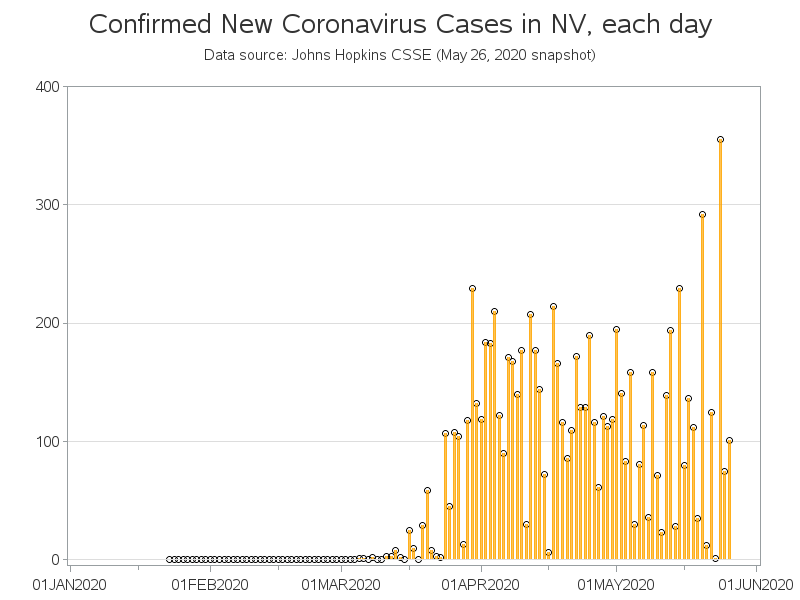 Confirmed New Coronavirus Cases in NV, each day
Data source: Johns Hopkins CSSE (May 26, 2020 snapshot)
400
300
200
100
0
01JAN2020 01FEB2020 01MAR2020 01APR2020 01MAY2020 01JUN2020